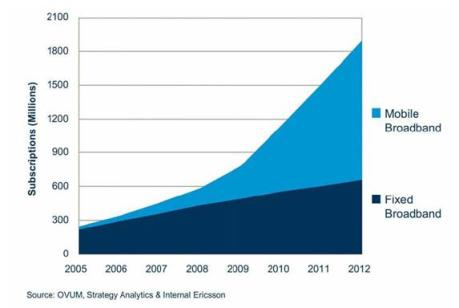 2100
1800
1500
1200
900
600
300
0
Subscriptions (Millions)
2005 2006 2007 2008 2009 2010 2011 2012
Mobile
Broadband
Fixed
Broadband
Source: OVUM, Strategy Analytics & Internal Ericsson